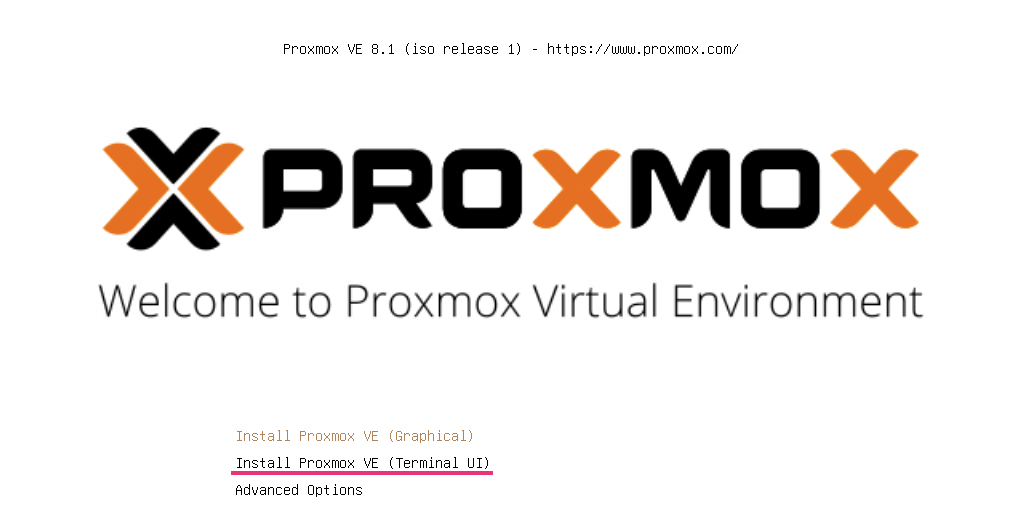 Proxmox VE 8.1 (iso release 1) - https://www.proxmox.com/
PROXMOX
Welcome to Proxmox Virtual Environment
Install Proxmox VE (Graphical)
Install Proxmox VE (Terminal UI)
Advanced Options